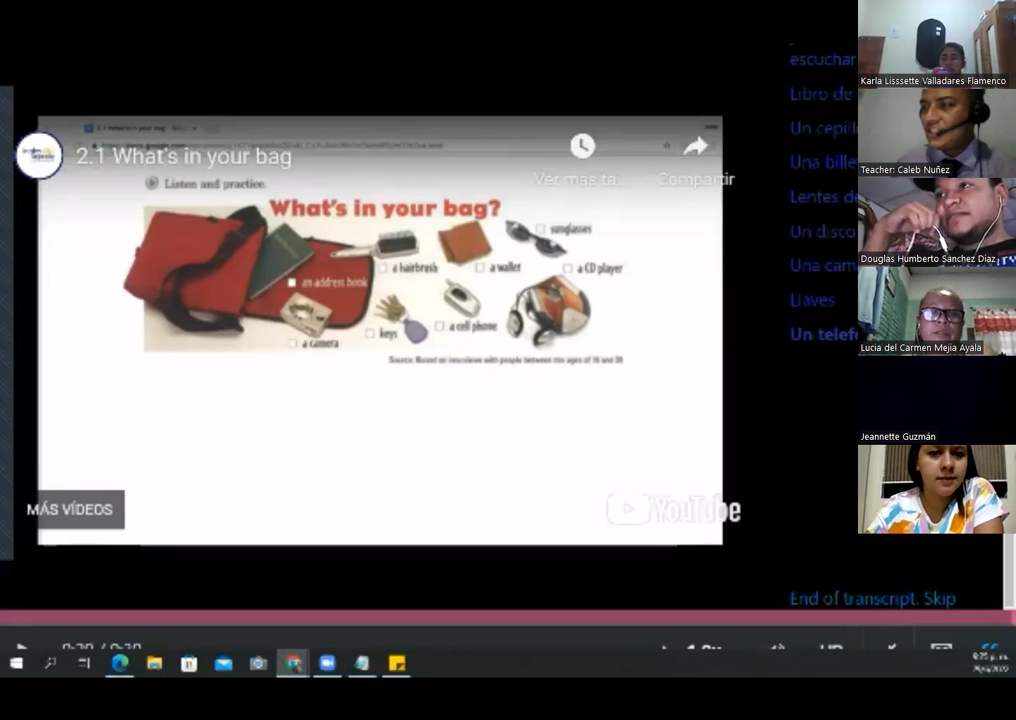 2.1 What's in your bag
Ver más ta...
Compartir
Listen and practice.
What's in your bag?
sunglasses
a hairbrush
a wallet
a CD player
an address book
keys
a cell phone
a camera
Source: Based on interviews with people between the ages of 16 and 30
MÁS VÍDEOS
YouTube
escuchar
Libro de
Un cepill
Una bille
Lentes de
Un disco
Una cam
Llaves
Un telef
End of transcript. Skip
Karla Lisssette Valladares Flamenco
Teacher: Caleb Nuñez
Douglas Humberto Sanchez Diaz
Lucia del Carmen Mejia Ayala
Jeannette Guzmán